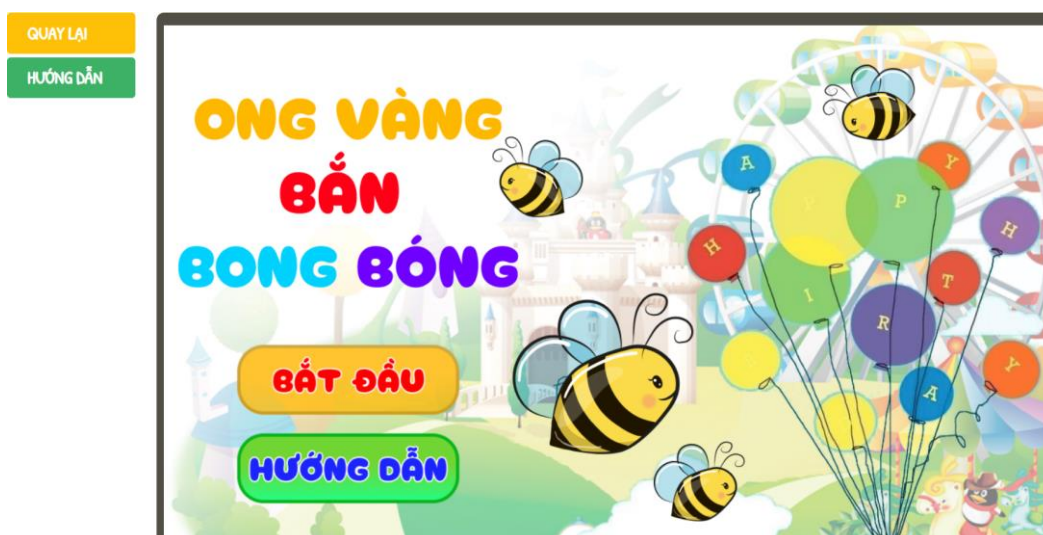 QUAY LẠI
HƯỚNG DẪN
ONG VÀNG
BẮN
BONG BÓNG
BẮT ĐẦU
HƯỚNG DẪN
A
Y
P
H
H
T
I
R
Y
A